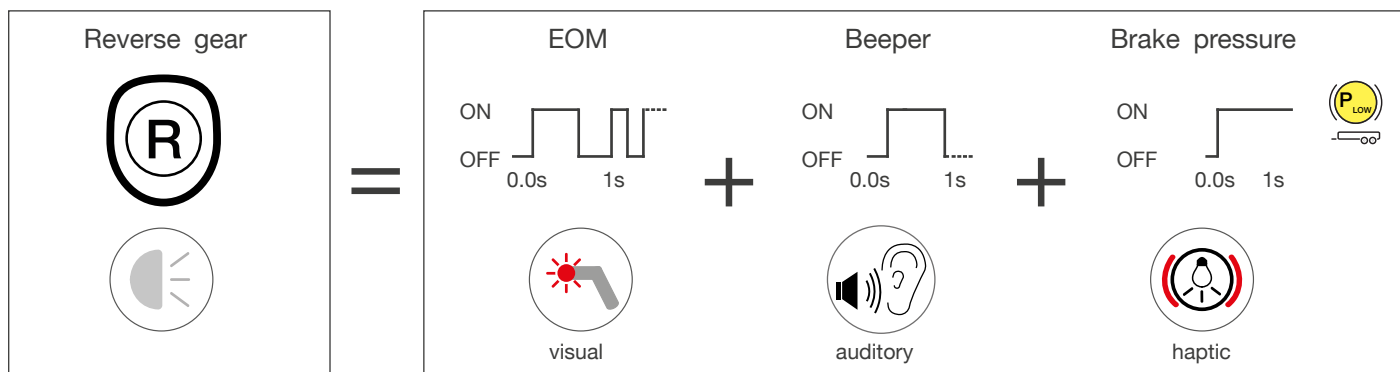 Reverse gear
R
=
EOM
ON
OFF
0.0s 1s
visual
+
Beeper
ON
OFF
0.0s 1s
auditory
+
Brake pressure
ON
OFF
0.0s 1s
haptic
P LOW